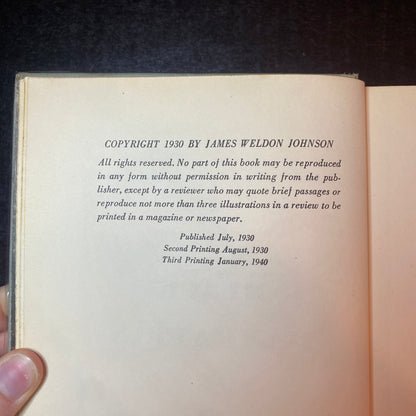 COPYRIGHT 1930 BY JAMES WELDON JOHNSON
All rights reserved. No part of this book may be reproduced
in any form without permission in writing from the pub-
lisher, except by a reviewer who may quote brief passages or
reproduce not more than three illustrations in a review to be
printed in a magazine or newspaper.
Published July, 1930
Second Printing August, 1930
Third Printing January, 1940